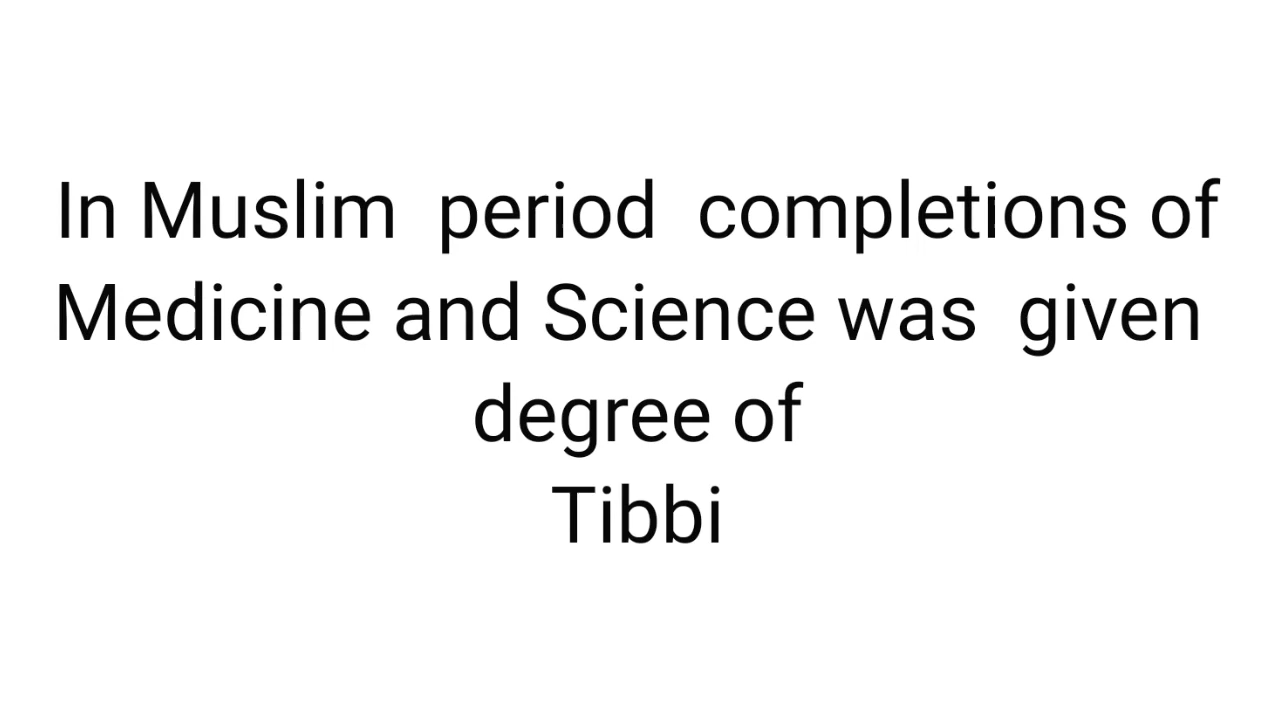 In Muslim period completions of
Medicine and Science was given
degree of
Tibbi